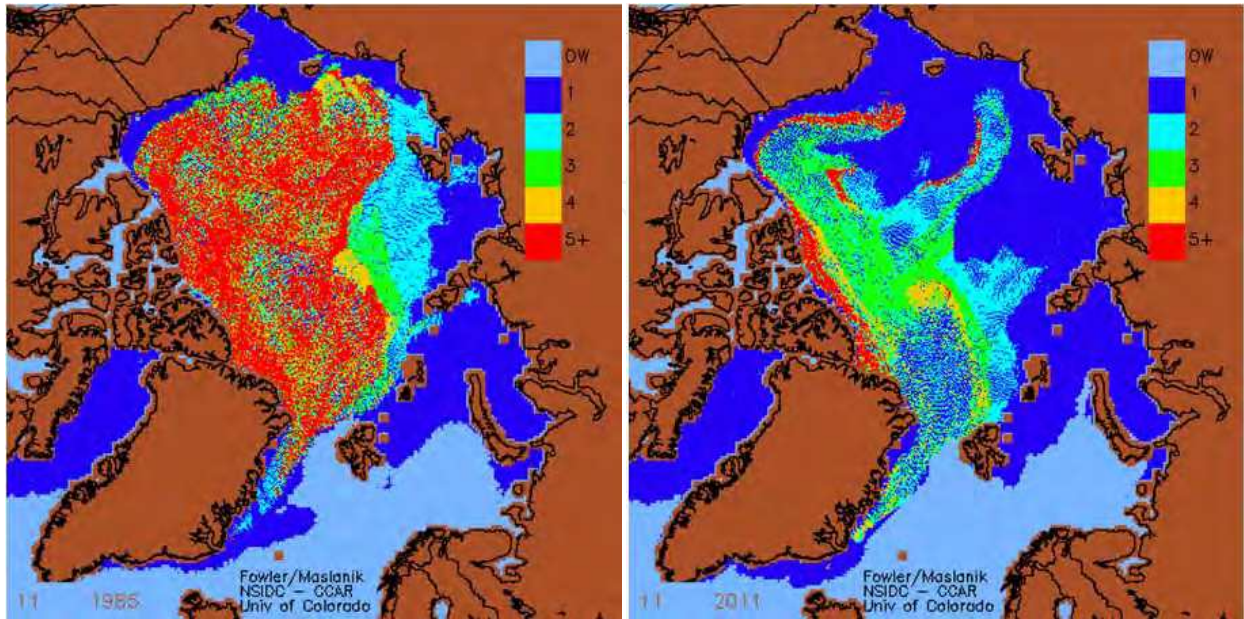 OW
1
2
3
4
5+
Fowler/Maslanik
NSIDC – CCAR
Univ of Colorado
11 1985
OW
1
2
3
4
5+
Fowler/Maslanik
NSIDC – CCAR
Univ of Colorado
11 2011